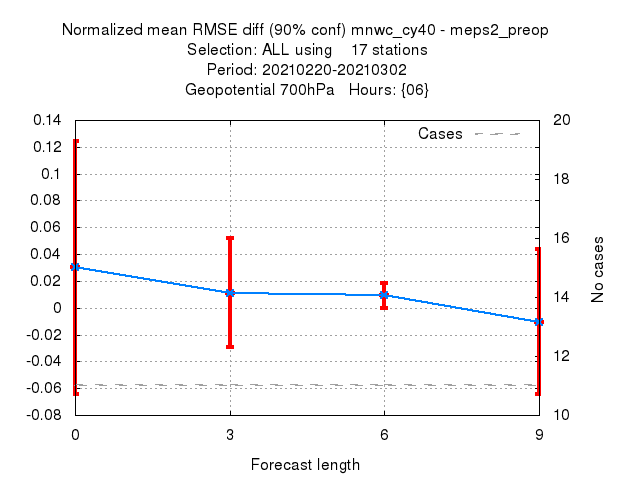 Normalized mean RMSE diff (90% conf) mnwc_cy40 - meps2_preop
Selection: ALL using 17 stations
Period: 20210220-20210302
Geopotential 700hPa Hours: {06}
Cases
0.14
0.12
0.1
0.08
0.06
0.04
0.02
0
-0.02
-0.04
-0.06
-0.08
20
18
16
14
12
10
No cases
0 3 6 9
Forecast length